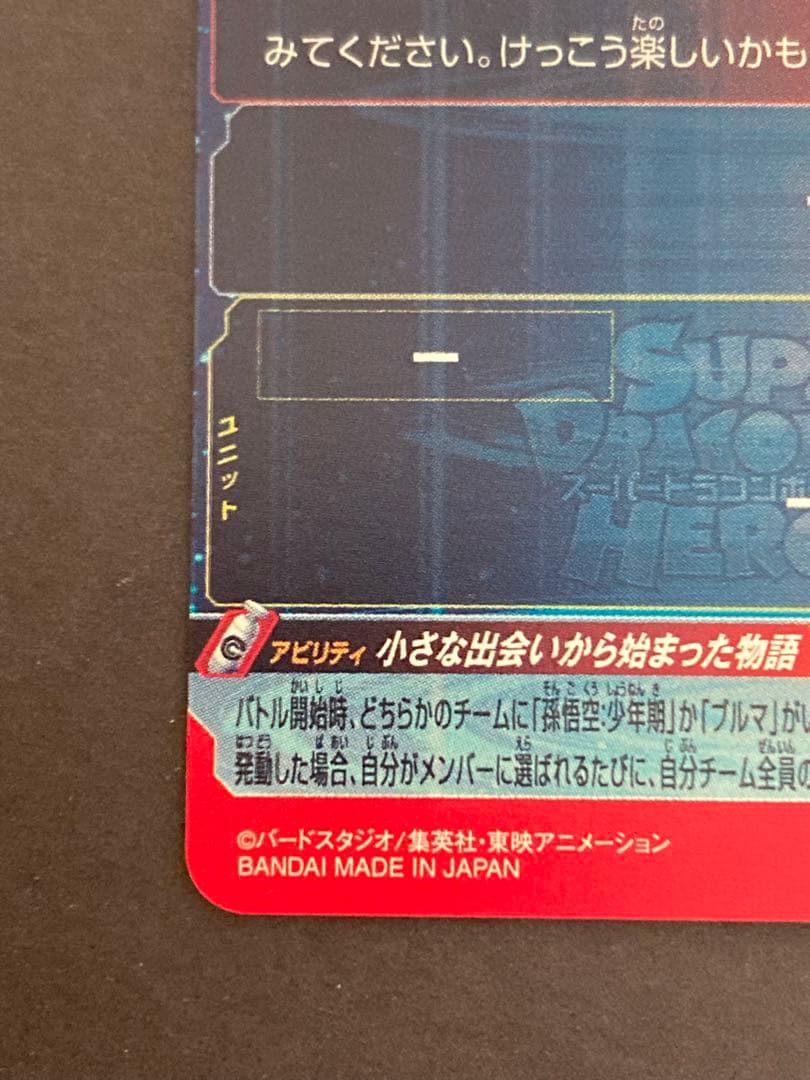 みてください。けっこう楽しいかも
ー
SUP
DRAGO
スーパードラゴンボ
HERO
ユニット
アビリティ 小さな出会いから始まった物語
バトル開始時、どちらかのチームに「孫悟空:少年期」か「ブルマ」がい
発動した場合、自分がメンバーに選ばれるたびに、自分チーム全員の
©バードスタジオ/集英社・東映アニメーション
BANDAI MADE IN JAPAN